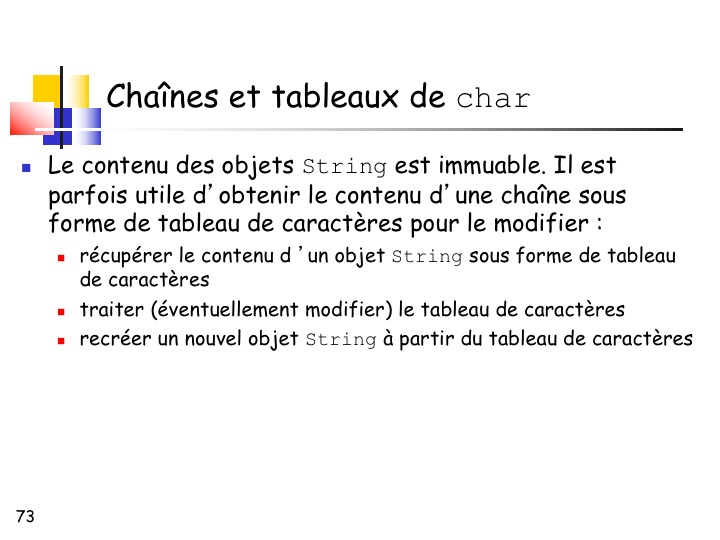 Chaînes et tableaux de char
Le contenu des objets String est immuable. Il est
parfois utile d’obtenir le contenu d’une chaîne sous
forme de tableau de caractères pour le modifier :
récupérer le contenu d ’un objet String sous forme de tableau
de caractères
traiter (éventuellement modifier) le tableau de caractères
recréer un nouvel objet String à partir du tableau de caractères
73